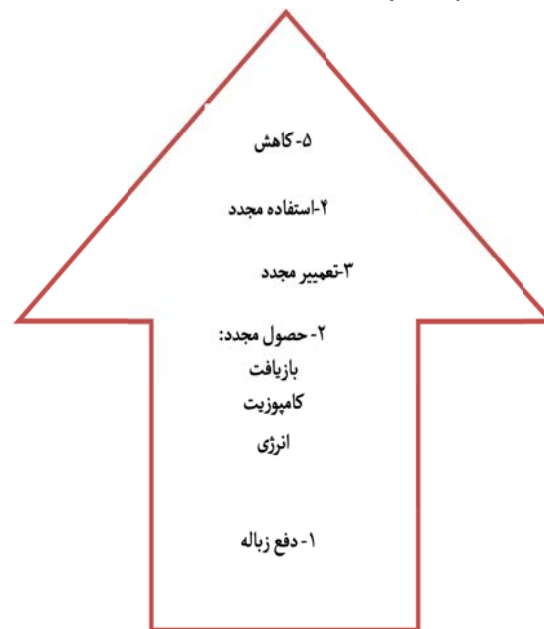 ۵- کاهش
۴-استفاده مجدد
۳-تعمییر مجدد
۲- حصول مجدد:
بازیافت
کامپوزیت
انرژی
۱- دفع زباله